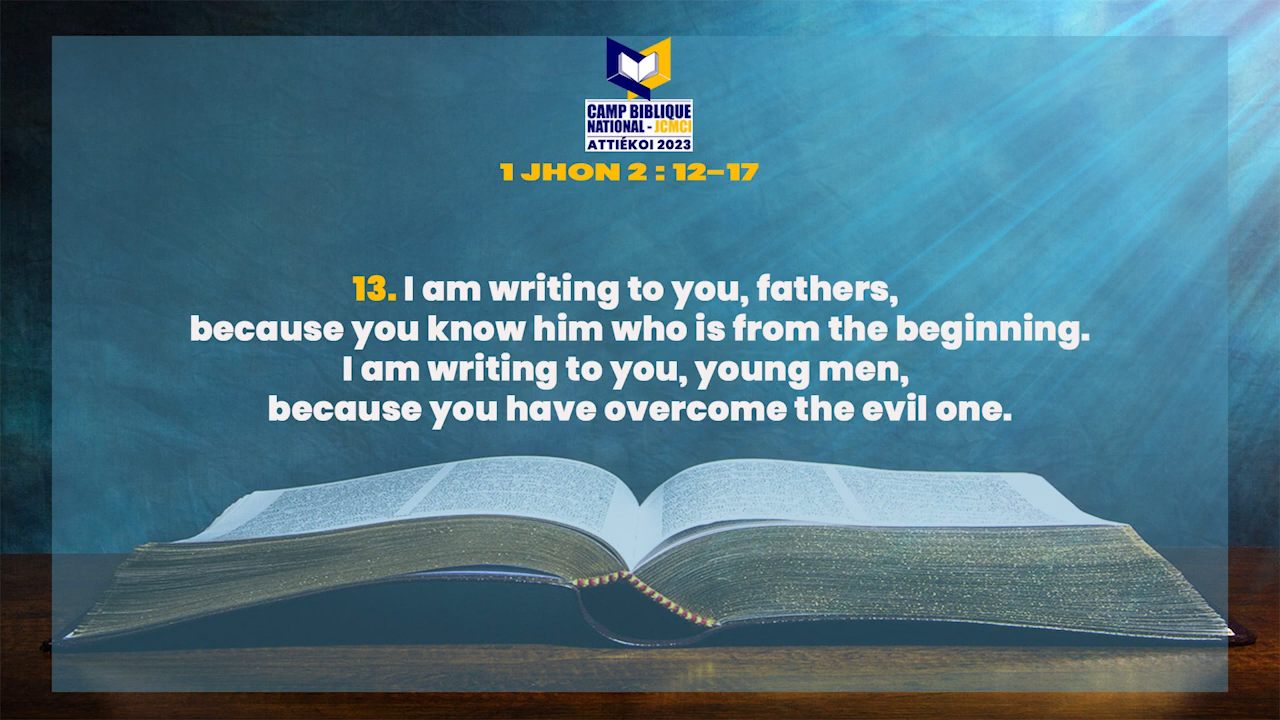 CAMP BIBLIQUE
NATIONAL - JCMCI
ATTIÉKOI 2023
1 JHON 2 : 12-17
13. I am writing to you, fathers,
because you know him who is from the beginning.
I am writing to you, young men,
because you have overcome the evil one.